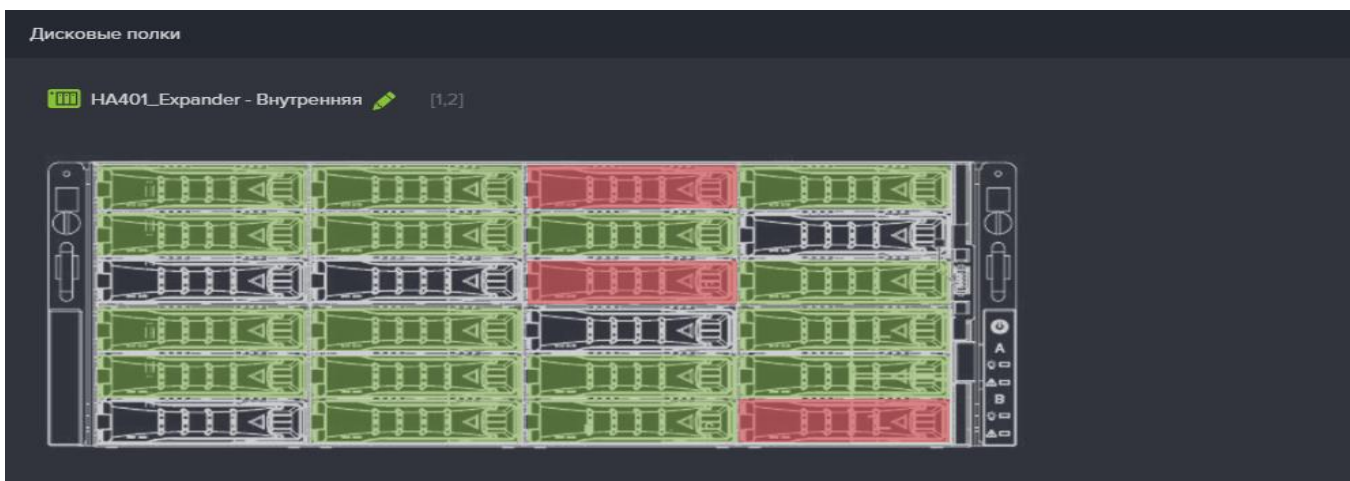 Дисковые полки
HA401_Expander - Внутренняя [1,2]
A
B